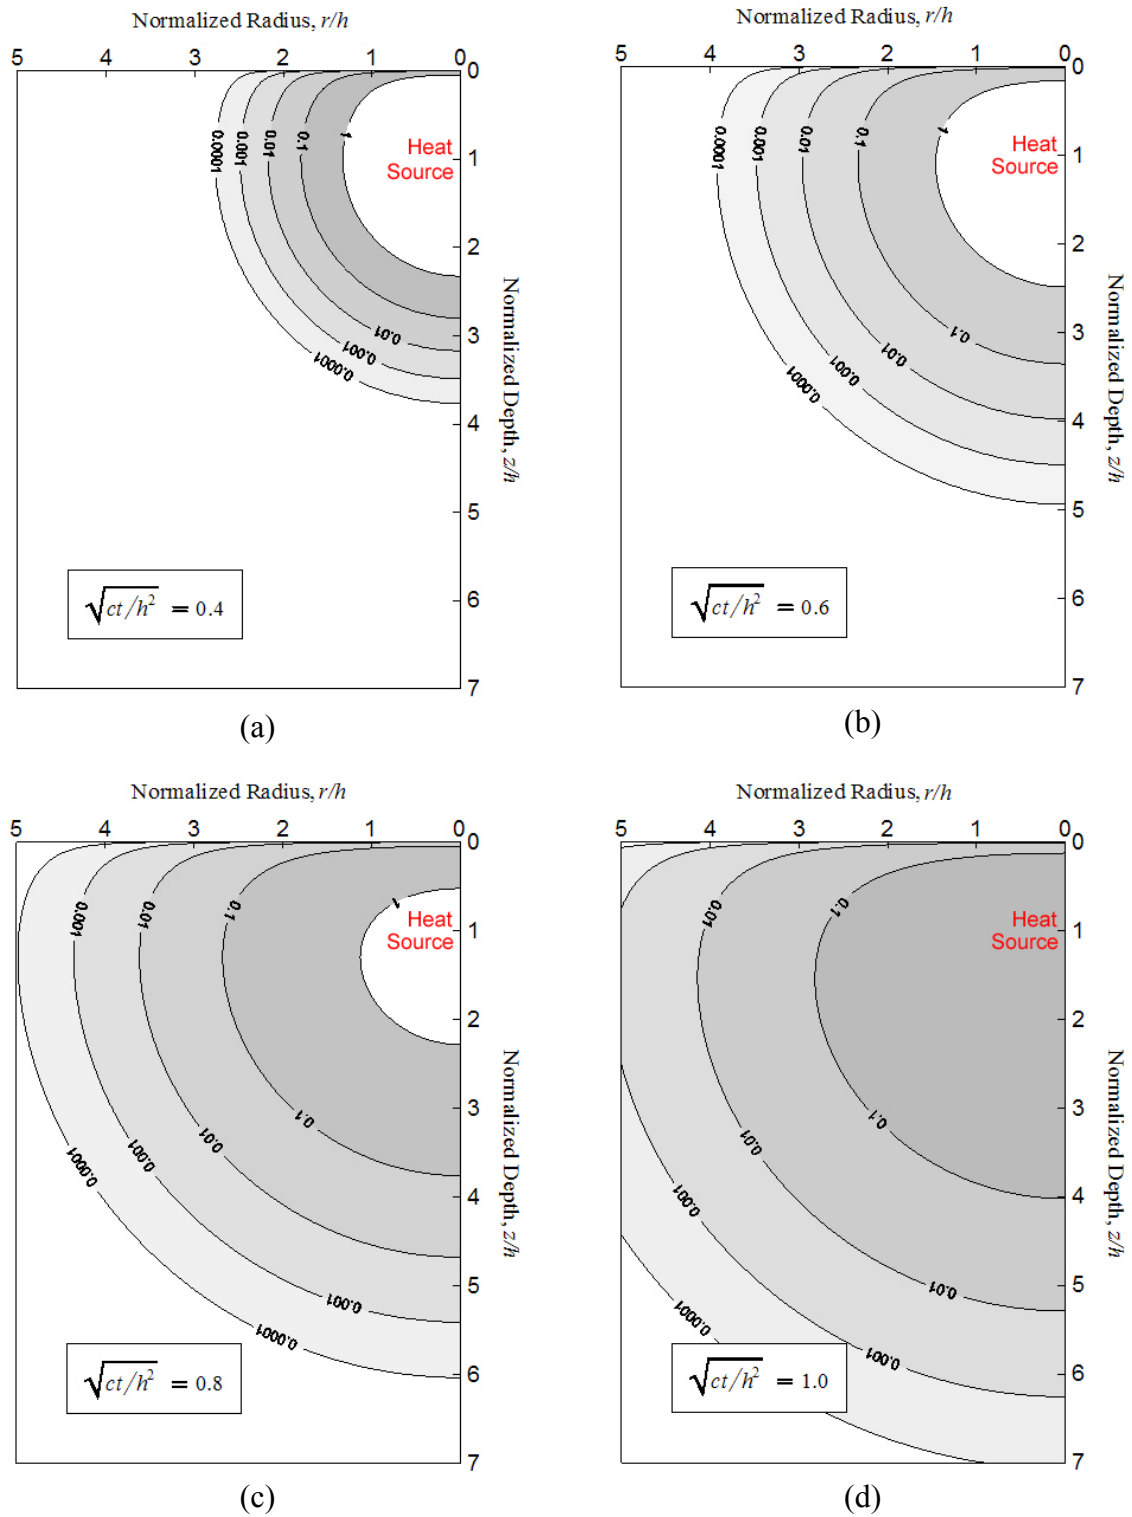 Normalized Radius, r/h
5 4 3 2 1 0
0
1
2
3
4
5
6
7
Normalized Depth, z/h
0.0001 0.001 0.01 0.1 1
Heat
Source
0.01
0.001
0.0001
√ct/h² = 0.4
(a)
Normalized Radius, r/h
5 4 3 2 1 0
0
1
2
3
4
5
6
7
Normalized Depth, z/h
0.0001 0.001 0.01 0.1 1
Heat
Source
0.1
0.01
0.001
0.0001
√ct/h² = 0.6
(b)
Normalized Radius, r/h
5 4 3 2 1 0
0
1
2
3
4
5
6
7
Normalized Depth, z/h
0.001 0.01 0.1 1
Heat
Source
0.1
0.01
0.001
0.0001
0.001
0.0001
√ct/h² = 0.8
(c)
Normalized Radius, r/h
5 4 3 2 1 0
0
1
2
3
4
5
6
7
Normalized Depth, z/h
0.01 0.1
Heat
Source
0.1
0.01
0.001
0.01
0.0001
0.001
√ct/h² = 1.0
(d)